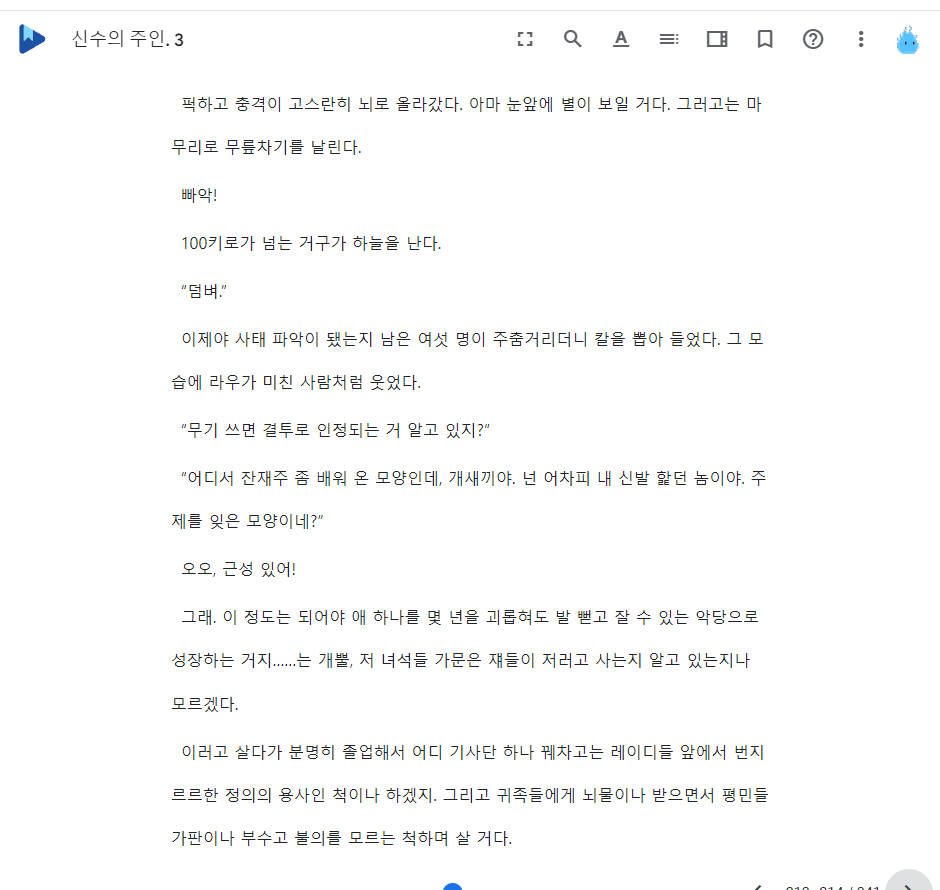 신수의 주인. 3
퍽하고 충격이 고스란히 뇌로 올라갔다. 아마 눈앞에 별이 보일 거다. 그러고는 마
무리로 무릎차기를 날린다.
빠악!
100키로가 넘는 거구가 하늘을 난다.
“덤벼.”
이제야 사태 파악이 됐는지 남은 여섯 명이 주춤거리더니 칼을 뽑아 들었다. 그 모
습에 라우가 미친 사람처럼 웃었다.
“무기 쓰면 결투로 인정되는 거 알고 있지?”
“어디서 잔재주 좀 배워 온 모양인데, 개새끼야. 넌 어차피 내 신발 핥던 놈이야. 주
제를 잊은 모양이네?”
오오, 근성 있어!
그래. 이 정도는 되어야 애 하나를 몇 년을 괴롭혀도 발 뻗고 잘 수 있는 악당으로
성장하는 거지……는 개뿔, 저 녀석들 가문은 쟤들이 저러고 사는지 알고 있는지나
모르겠다.
이러고 살다가 분명히 졸업해서 어디 기사단 하나 꿰차고는 레이디들 앞에서 번지
르르한 정의의 용사인 척이나 하겠지. 그리고 귀족들에게 뇌물이나 받으면서 평민들
가판이나 부수고 불의를 모르는 척하며 살 거다.